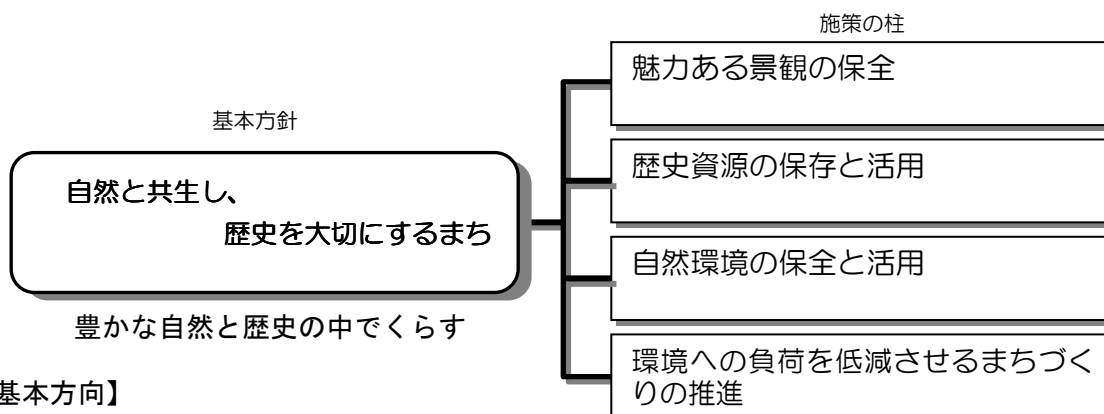 施策の柱
魅力ある景観の保全
基本方針
歴史資源の保存と活用
自然と共生し、
歴史を大切にするまち
自然環境の保全と活用
豊かな自然と歴史の中でくらす
環境への負荷を低減させるまちづく
りの推進
基本方向】